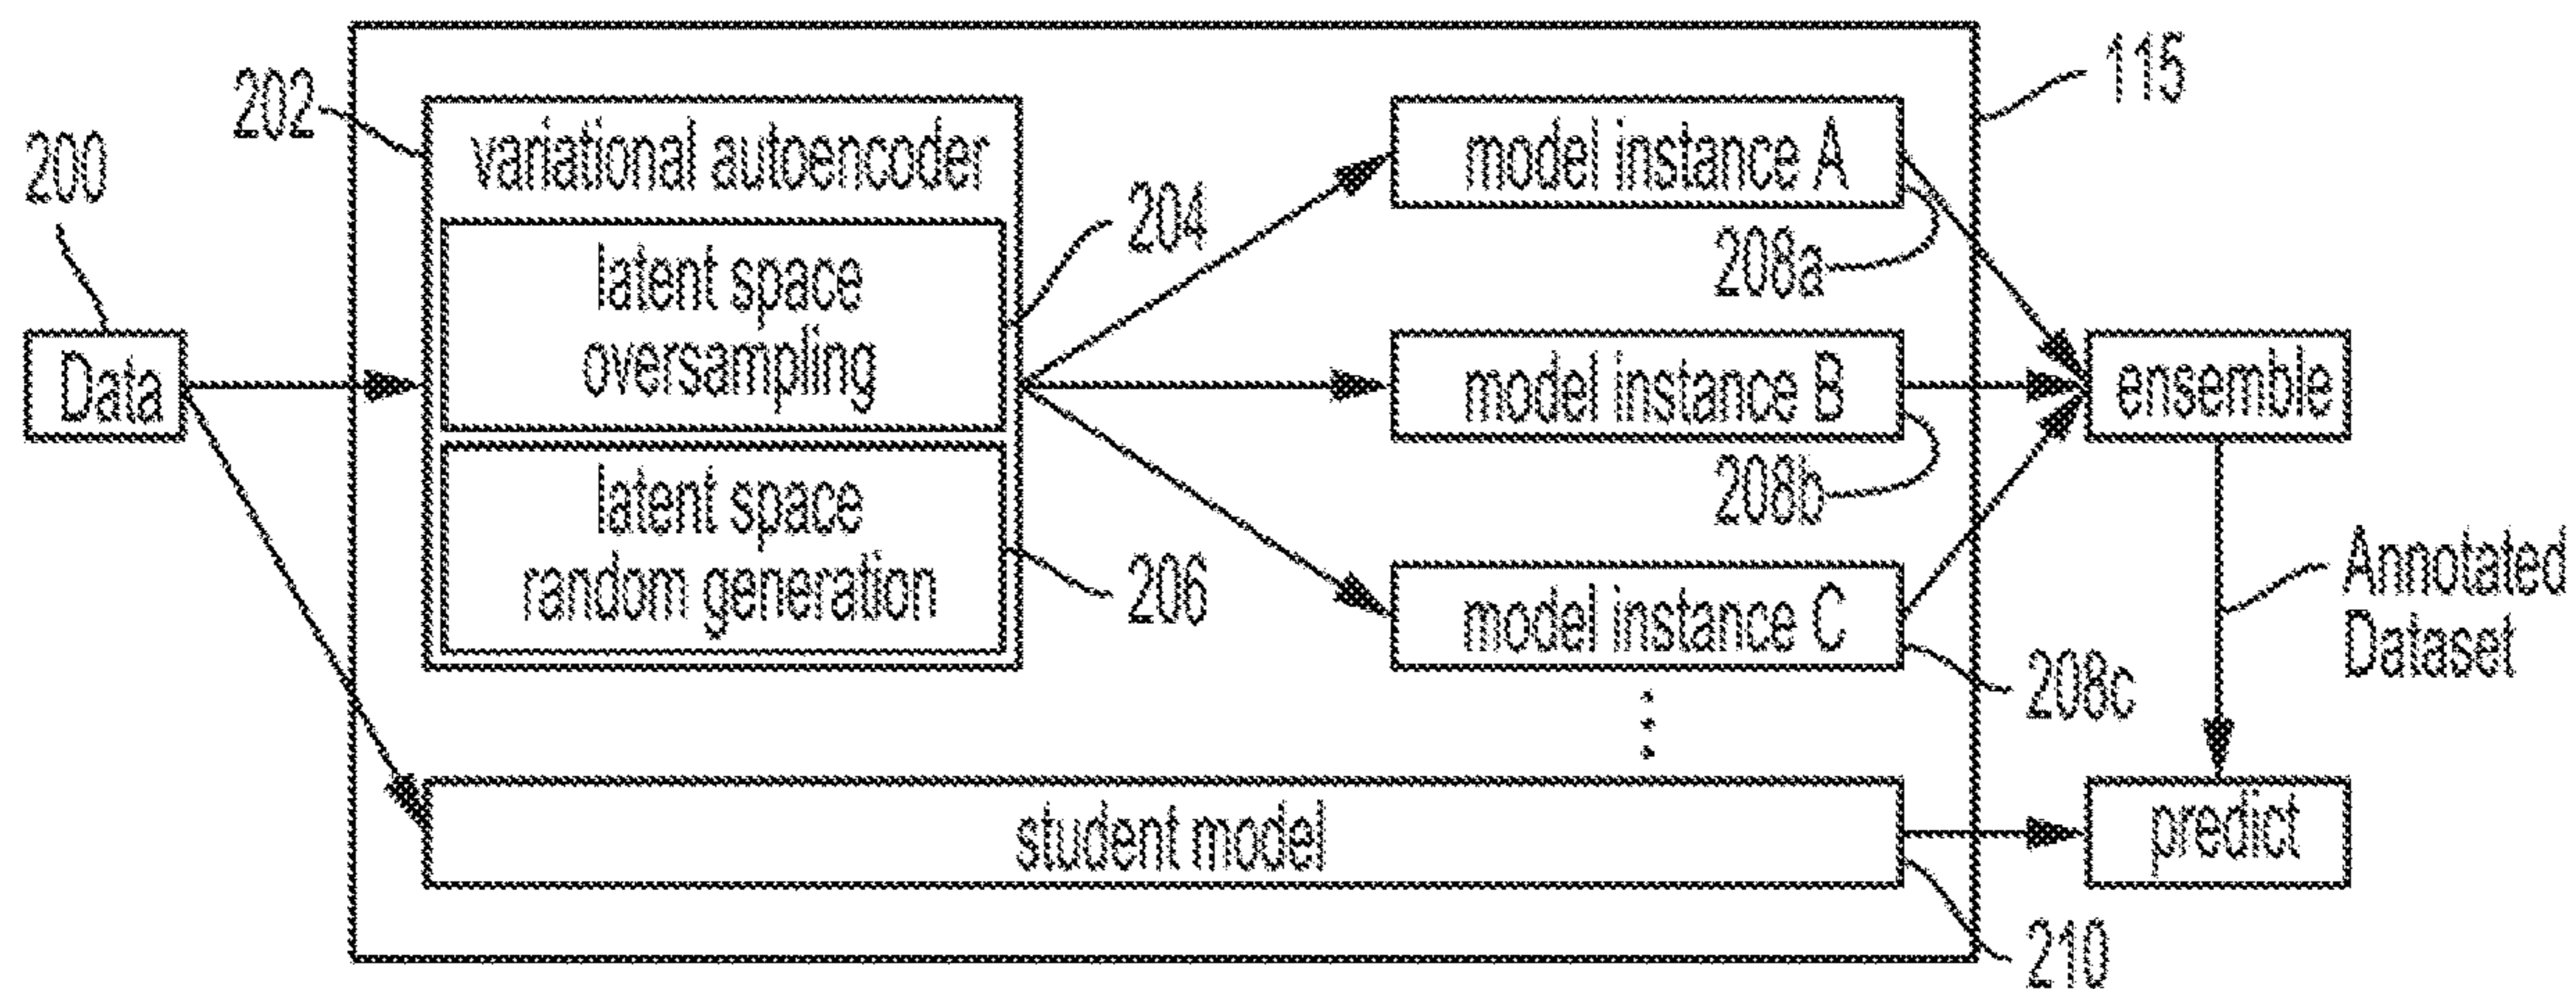 115
202
200
variational autoencoder
model instance A
204
latent space
oversampling
208a
Data
model instance B
ensemble
208b
latent space
random generation
206
model instance C
Annotated
Dataset
208c
student model
predict
210